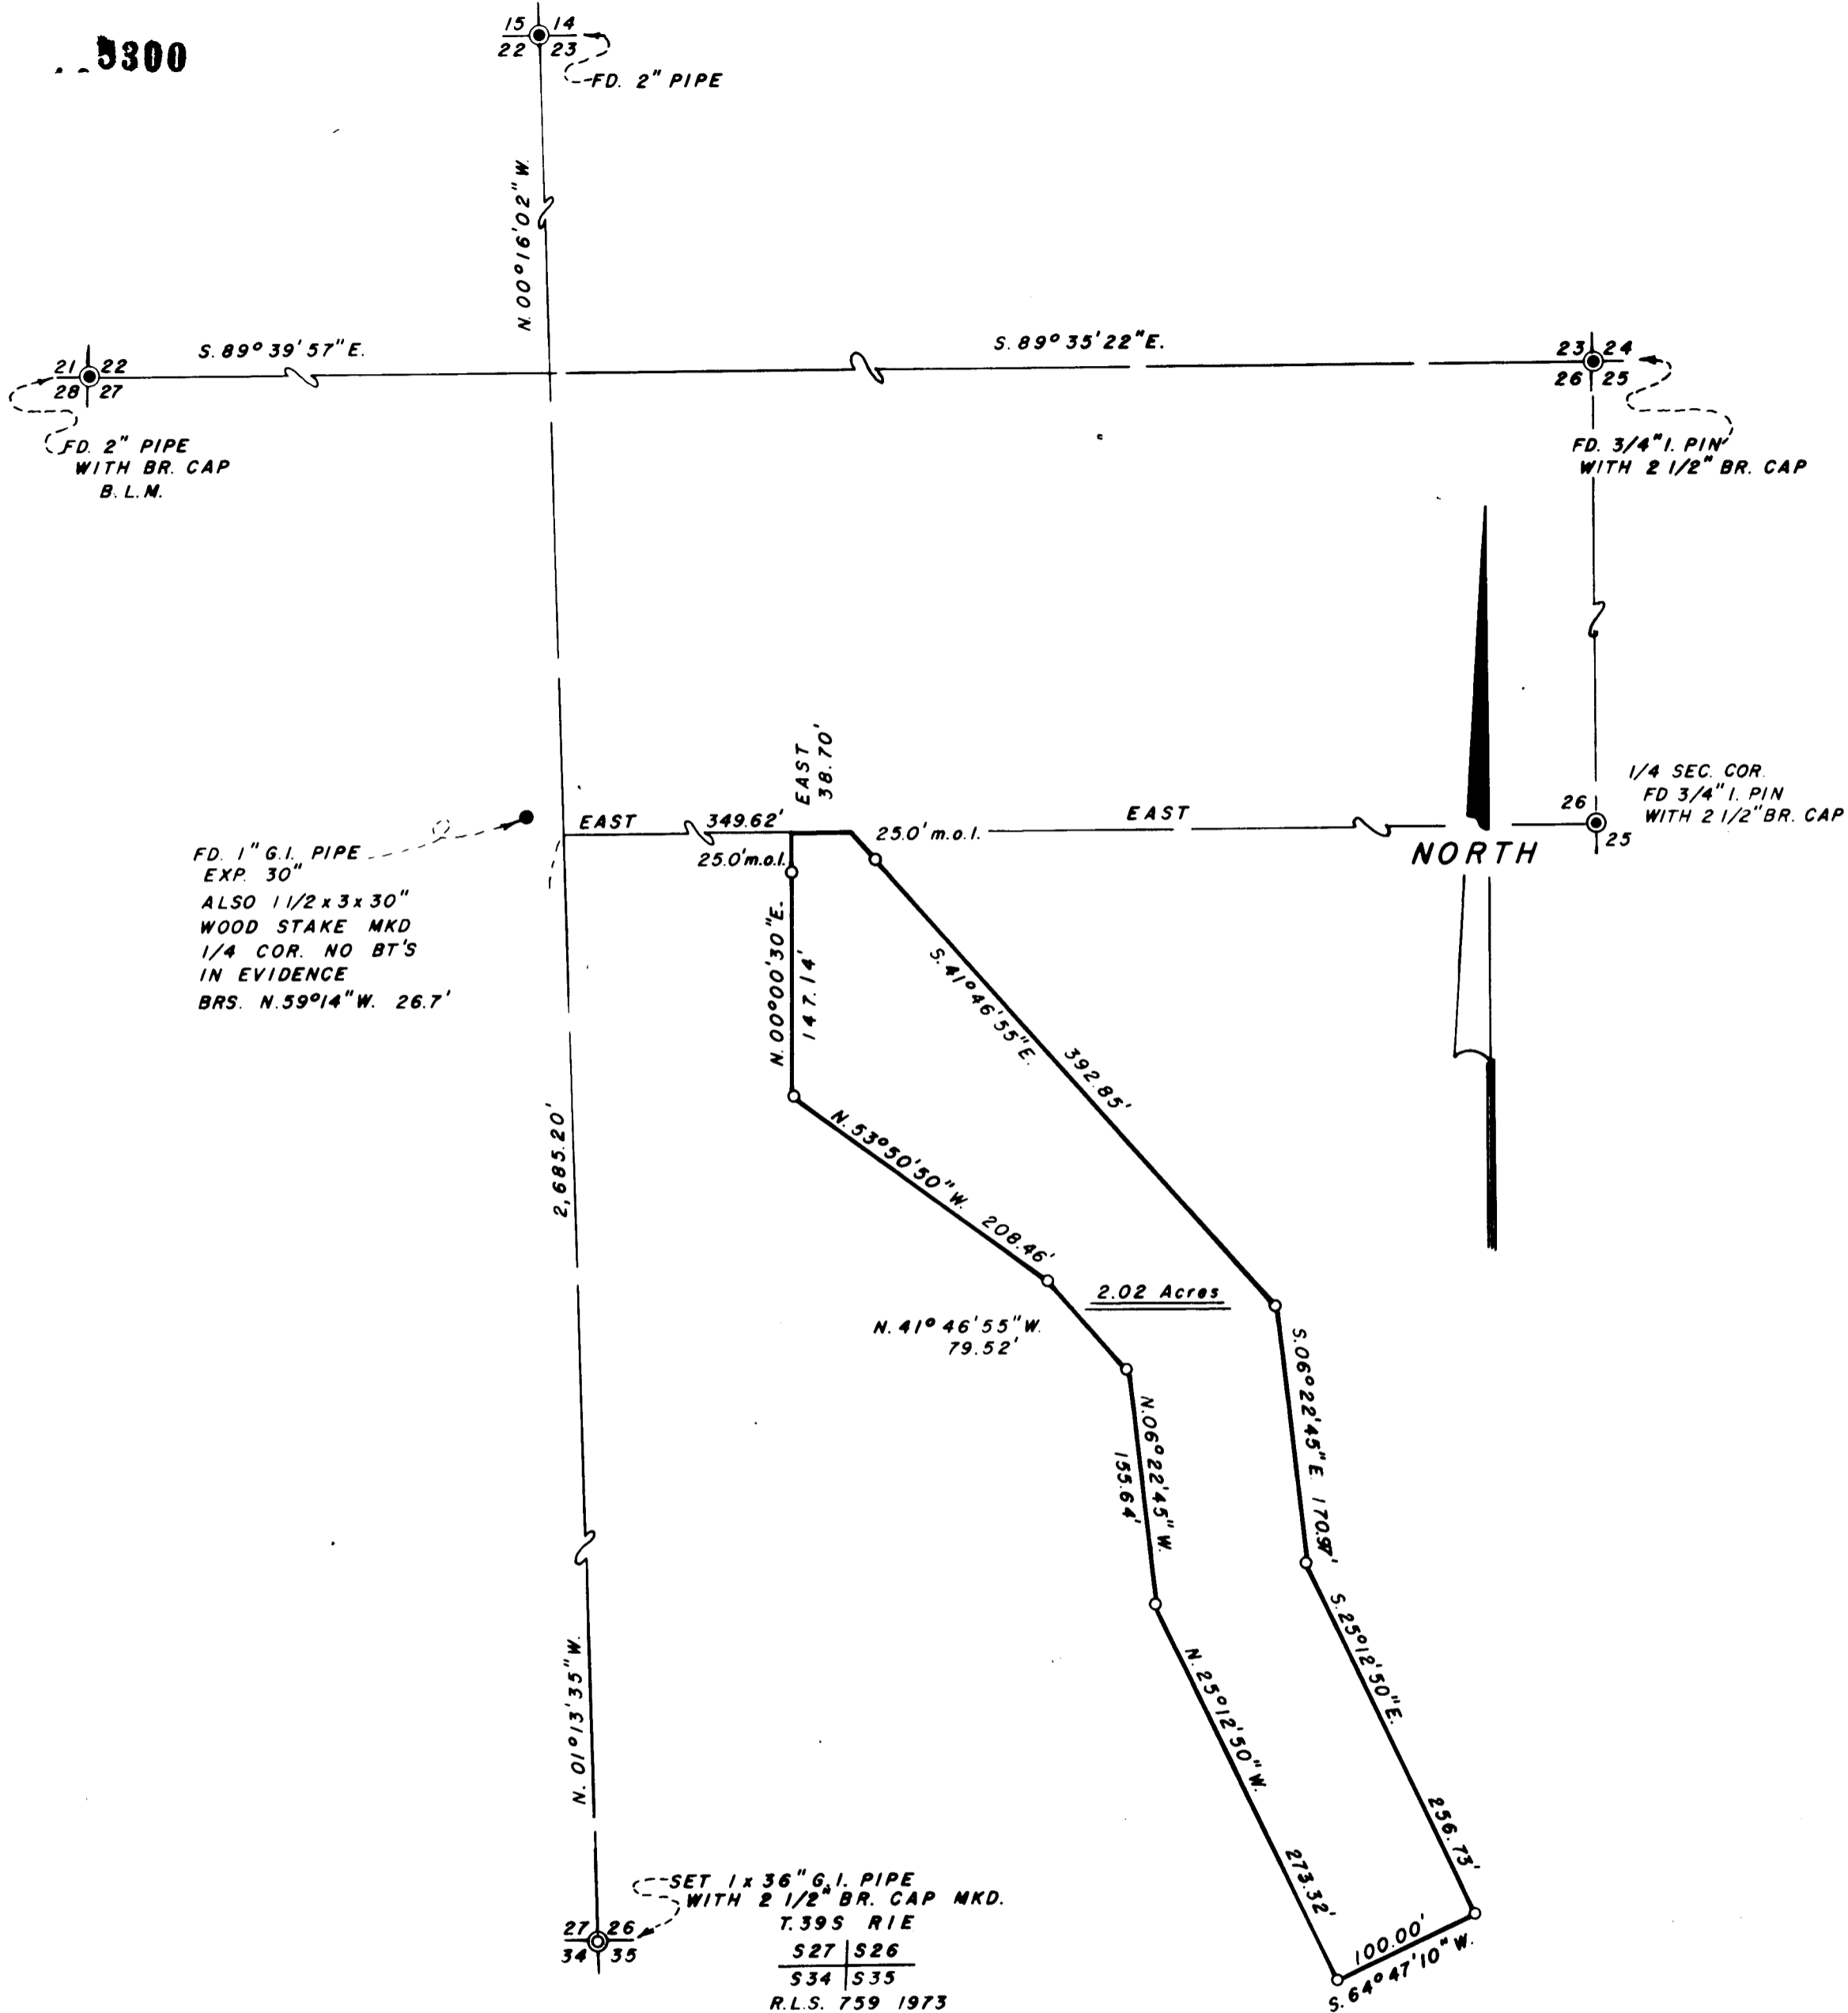 5300
15 14
22 23
FD. 2" PIPE
N. 00° 16' 02" W.
S. 89° 39' 57" E.
S. 89° 35' 22" E.
21 22
28 27
23 24
26 25
FD. 2" PIPE
WITH BR. CAP
B. L. M.
FD. 3/4" I. PIN
WITH 2 1/2" BR. CAP
EAST
38.70'
1/4 SEC. COR.
FD 3/4" I. PIN
WITH 2 1/2" BR. CAP
26
25
EAST
349.62'
25.0' m.o.l.
EAST
25.0' m.o.l.
NORTH
FD. 1" G.I. PIPE
EXP. 30"
ALSO 1 1/2 x 3 x 30"
WOOD STAKE MKD
1/4 COR. NO BT'S
IN EVIDENCE
BRS. N. 59° 14" W. 26.7'
N. 00° 00' 30" E.
147.14'
S. 41° 46' 55" E.
392.85'
2,685.20'
N. 53° 50' 50" W. 208.46'
2.02 Acres
N. 41° 46' 55" W.
79.52'
S. 06° 22' 45" E 170.97'
N. 06° 22' 45" W.
155.64'
S. 25° 12' 50" E.
256.73'
N. 25° 12' 50" W.
273.32'
N. 01° 13' 35" W.
100.00'
S. 64° 47' 10" W.
SET 1 x 36" G.I. PIPE
WITH 2 1/2" BR. CAP MKD.
T. 39S R1E
27 26
34 35
S27 S26
S34 S35
R.L.S. 759 1973